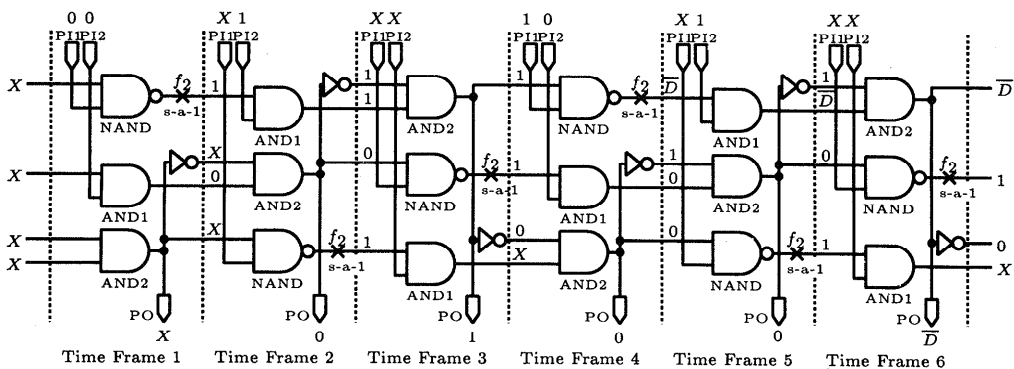 0 0 X 1 X X 1 0 X 1 X X
PI1 PI2 PI1 PI2 PI1 PI2 PI1 PI2 PI1 PI2 PI1 PI2
X f2 1 1 1 f2 D̅ 1 D̅ D̅
s-a-1 1 s-a-1
NAND AND1 AND2 NAND AND1 AND2
X X 0 f2 1 1 0 f2 1
0 s-a-1 0 s-a-1
AND1 AND2 NAND AND1 AND2 NAND
X X f2 1 0 0 f2 1 0
X s-a-1 X s-a-1 X
AND2 NAND AND1 AND2 NAND AND1
PO PO PO PO PO PO
X 0 1 0 0 D̅
Time Frame 1 Time Frame 2 Time Frame 3 Time Frame 4 Time Frame 5 Time Frame 6